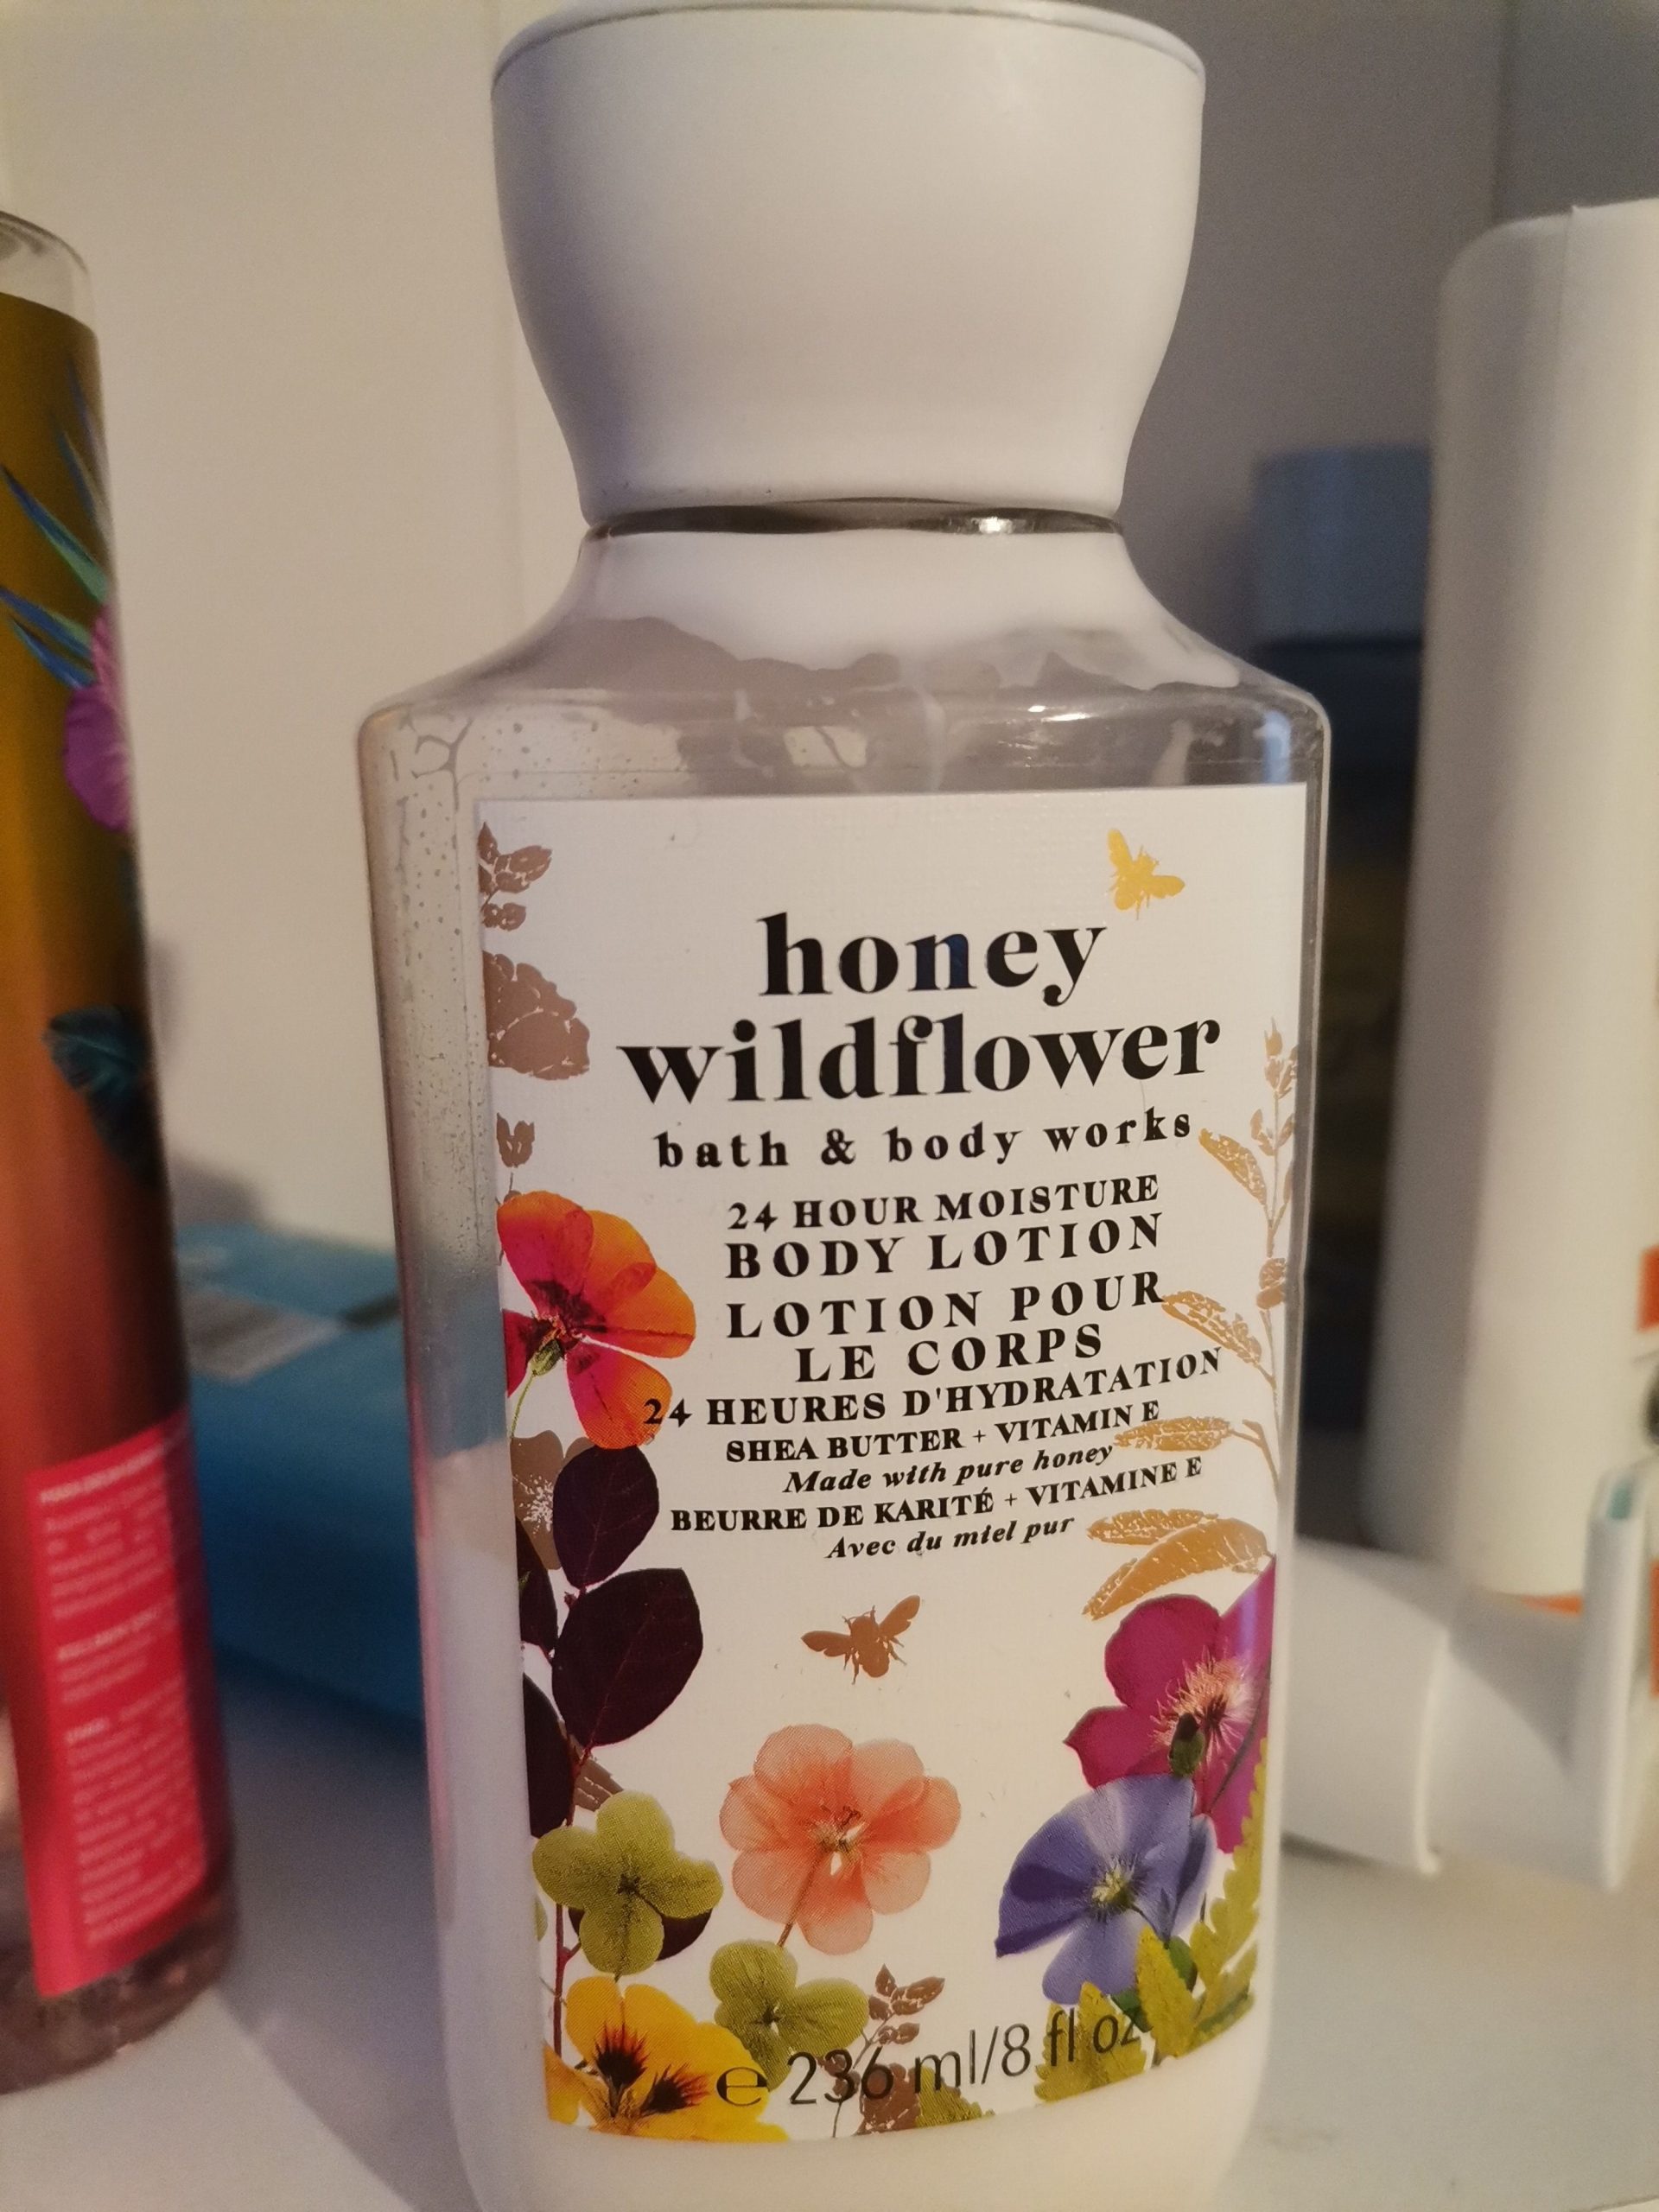 honey
wildflower
bath & body works
24 HOUR MOISTURE
BODY LOTION
LOTION POUR
LE CORPS
24 HEURES D'HYDRATATION
SHEA BUTTER + VITAMIN E
Made with pure honey
BEURRE DE KARITÉ + VITAMINE E
Avec du miel pur
℮ 236 ml/8 fl oz